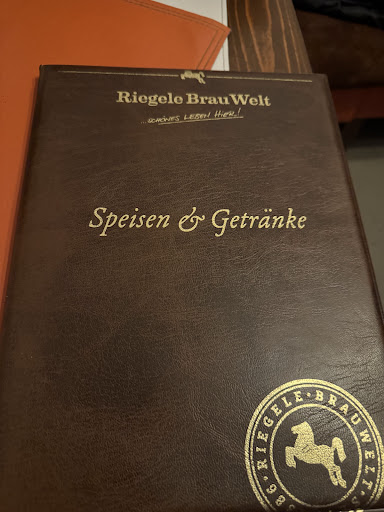 Riegele BrauWelt
...SCHÖNES LEBEN HIER!
Speisen & Getränke
· RIEGELE · BRAUWELT ·